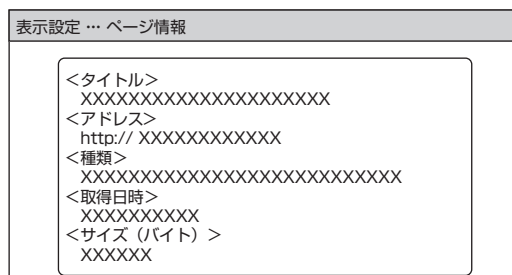 表示設定 … ページ情報
＜タイトル＞
XXXXXXXXXXXXXXXXXXXXX
＜アドレス＞
http:// XXXXXXXXXXXX
＜種類＞
XXXXXXXXXXXXXXXXXXXXXXXXXXX
＜取得日時＞
XXXXXXXXXX
＜サイズ（バイト）＞
XXXXXX